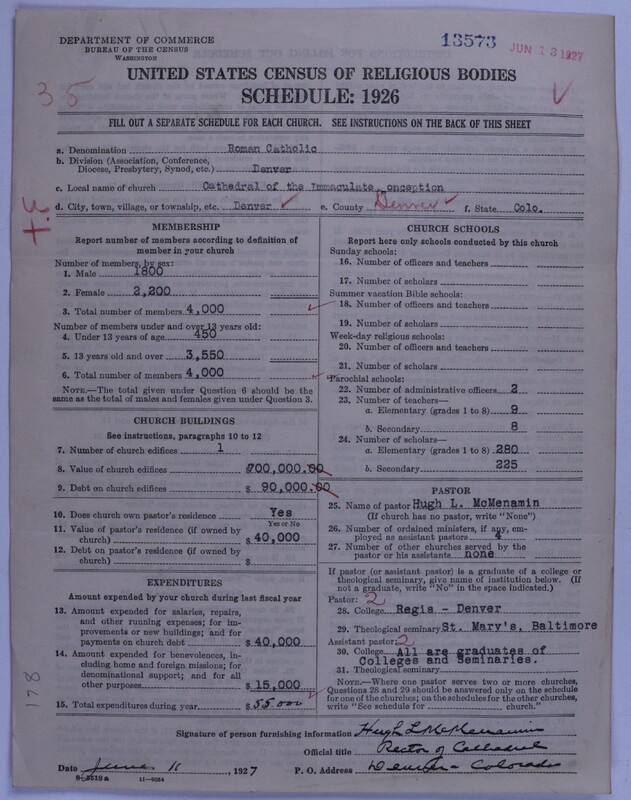 DEPARTMENT OF COMMERCE
BUREAU OF THE CENSUS
WASHINGTON
13573
JUN 13 1927
UNITED STATES CENSUS OF RELIGIOUS BODIES
SCHEDULE: 1926
35
FILL OUT A SEPARATE SCHEDULE FOR EACH CHURCH. SEE INSTRUCTIONS ON THE BACK OF THIS SHEET
a. Denomination Roman Catholic
b. Division (Association, Conference,
Diocese, Presbytery, Synod, etc.) Denver
c. Local name of church Cathedral of the Immaculate onception
d. City, town, village, or township, etc. Denver e. County Denver f. State Colo.
MEMBERSHIP
Report number of members according to definition of
member in your church
Number of members, by sex:
1. Male 1800
2. Female 2,200
3. Total number of members 4,000
Number of members under and over 13 years old:
4. Under 13 years of age 450
5. 13 years old and over 3,550
6. Total number of members 4,000
NOTE.—The total given under Question 6 should be the
same as the total of males and females given under Question 3.
CHURCH BUILDINGS
See instructions, paragraphs 10 to 12
7. Number of church edifices 1
8. Value of church edifices $700,000.00
9. Debt on church edifices $ 90,000.00
10. Does church own pastor's residence Yes
Yes or No
11. Value of pastor's residence (if owned by
church) $ 40,000
12. Debt on pastor's residence (if owned by
church) $
EXPENDITURES
Amount expended by your church during last fiscal year
13. Amount expended for salaries, repairs,
and other running expenses; for im-
provements or new buildings; and for
payments on church debt $ 40,000
14. Amount expended for benevolences, in-
cluding home and foreign missions; for
denominational support; and for all
other purposes $ 15,000
15. Total expenditures during year $ 55000
CHURCH SCHOOLS
Report here only schools conducted by this church
Sunday schools:
16. Number of officers and teachers
17. Number of scholars
Summer vacation Bible schools:
18. Number of officers and teachers
19. Number of scholars
Week-day religious schools:
20. Number of officers and teachers
21. Number of scholars
Parochial schools:
22. Number of administrative officers 2
23. Number of teachers—
a. Elementary (grades 1 to 8) 9
b. Secondary 8
24. Number of scholars—
a. Elementary (grades 1 to 8) 280
b. Secondary 225
PASTOR
25. Name of pastor Hugh L. McMenamin
(If church has no pastor, write "None")
26. Number of ordained ministers, if any, em-
ployed as assistant pastors 4
27. Number of other churches served by the
pastor or his assistants none
If pastor (or assistant pastor) is a graduate of a college or
theological seminary, give name of institution below. (If
not a graduate, write "No" in the space indicated.)
Pastor: 2
28. College Regis - Denver
29. Theological seminary St. Mary's, Baltimore
Assistant pastor: 2
30. College All are graduates of
Colleges and Seminaries.
31. Theological seminary
NOTE.—Where one pastor serves two or more churches,
Questions 28 and 29 should be answered only on the schedule
for one of the churches; on the schedules for the other churches,
write "See schedule for church."
178
Signature of person furnishing information Hugh L McMenamin
Official title Rector of Cathedral
Date June 11, 1927 P. O. Address Denver - Colorado
11—9054